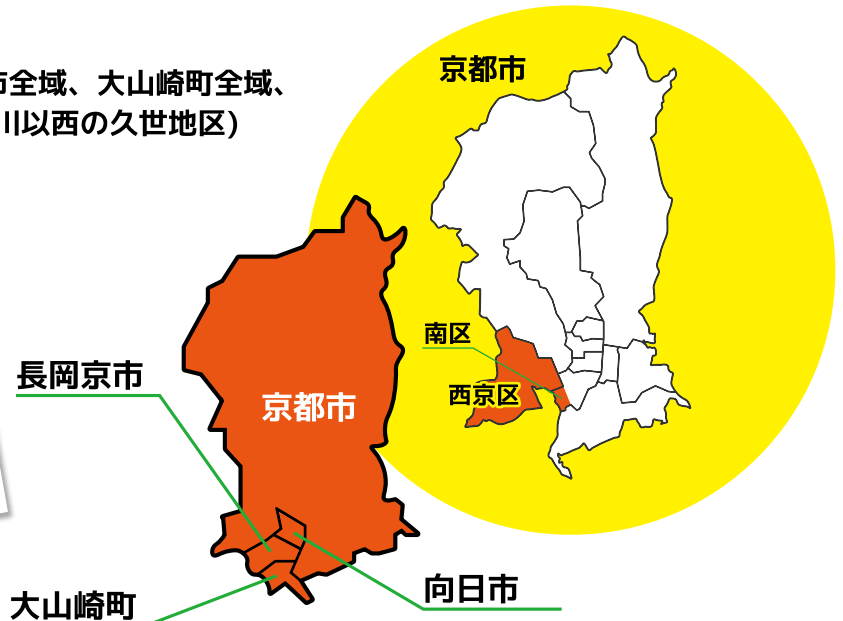 市全域、大山崎町全域、
川以西の久世地区)
京都市
南区
西京区
長岡京市
京都市
向日市
大山崎町